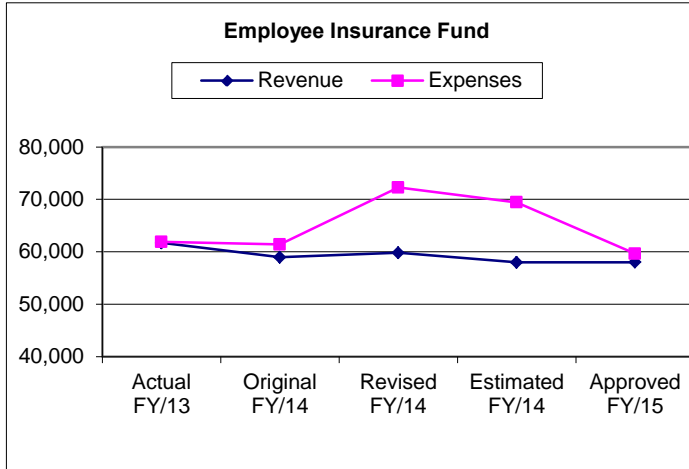 Employee Insurance Fund
Revenue Expenses
80,000
70,000
60,000
50,000
40,000
Actual Original Revised Estimated Approved
FY/13 FY/14 FY/14 FY/14 FY/15